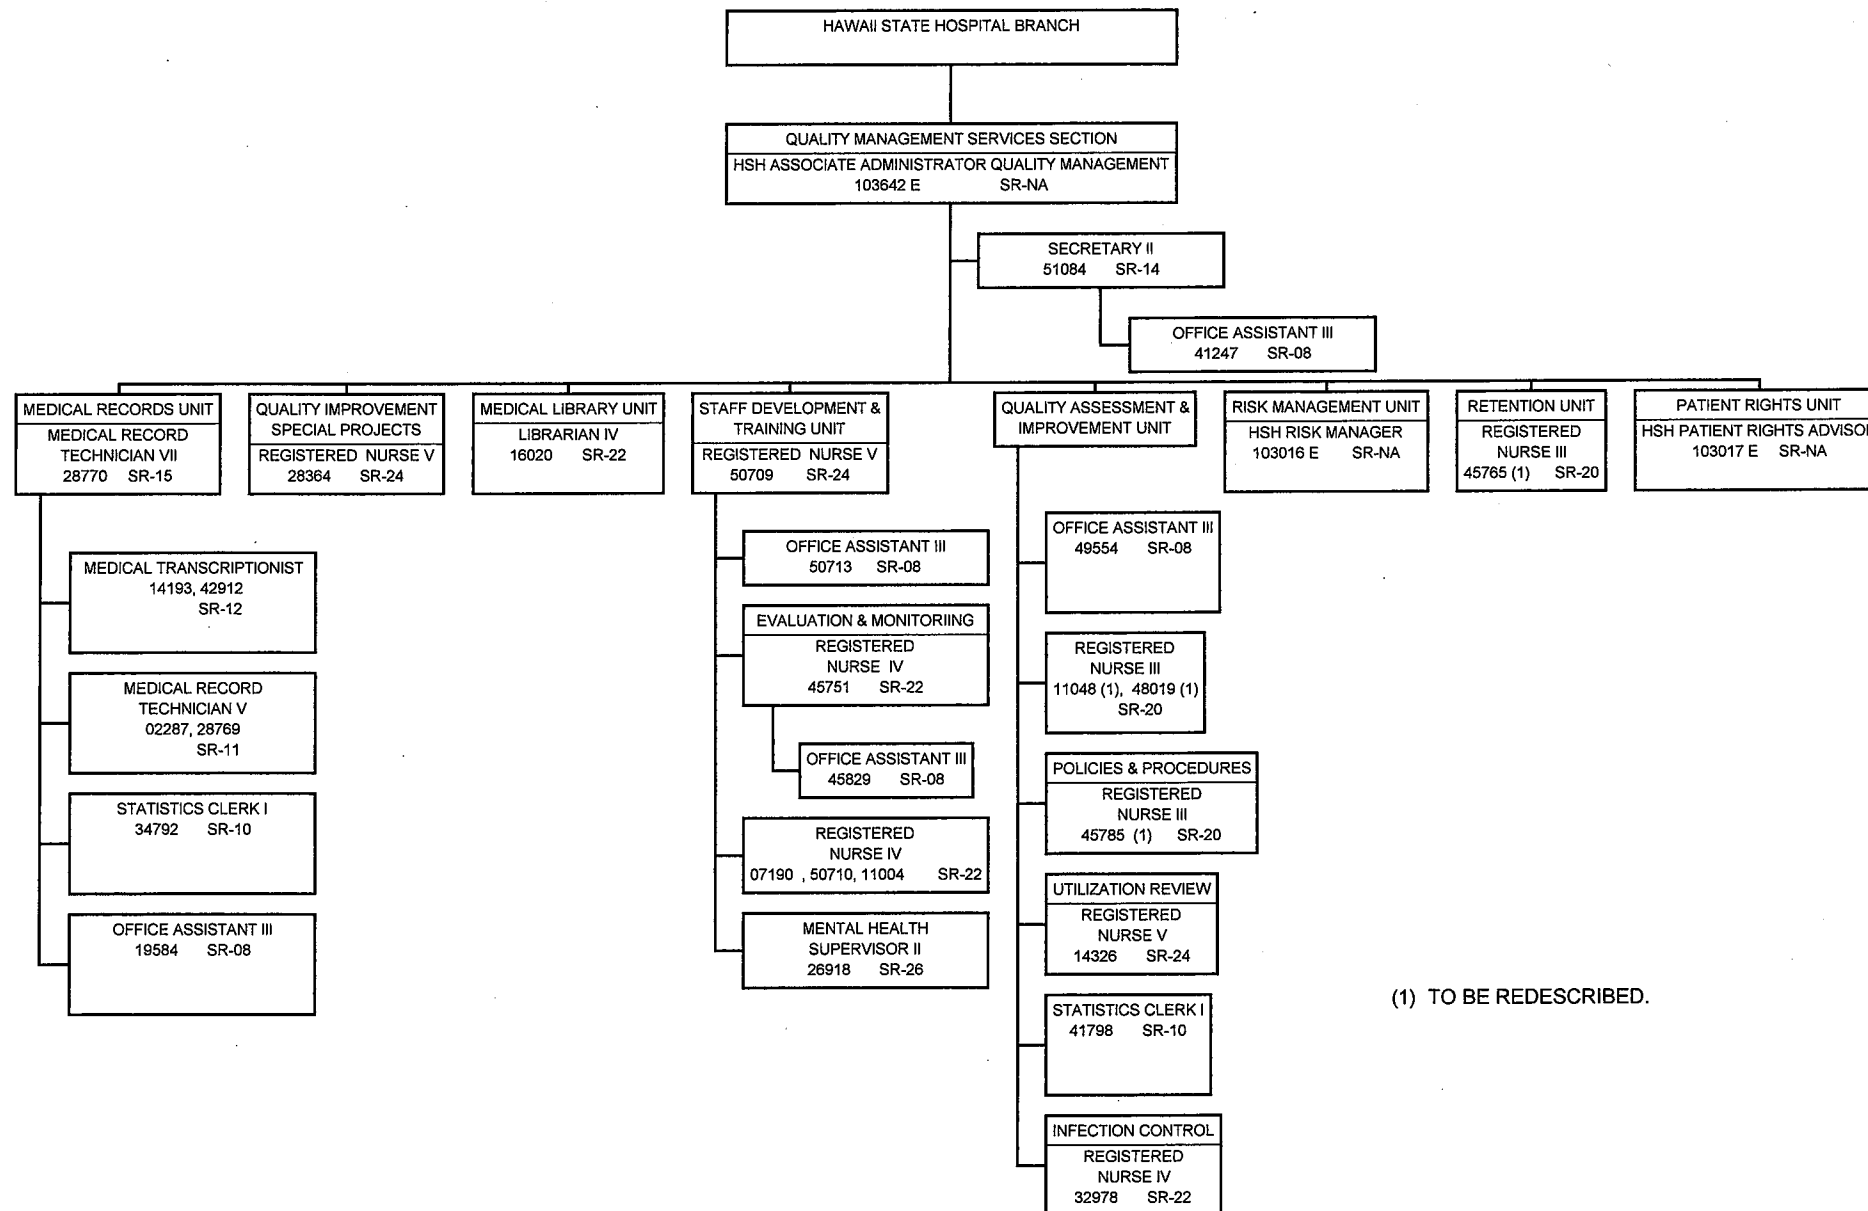 HAWAII STATE HOSPITAL BRANCH
QUALITY MANAGEMENT SERVICES SECTION
HSH ASSOCIATE ADMINISTRATOR QUALITY MANAGEMENT
103642 E SR-NA
SECRETARY II
51084 SR-14
OFFICE ASSISTANT III
41247 SR-08
MEDICAL RECORDS UNIT
MEDICAL RECORD
TECHNICIAN VII
28770 SR-15
QUALITY IMPROVEMENT
SPECIAL PROJECTS
REGISTERED NURSE V
28364 SR-24
MEDICAL LIBRARY UNIT
LIBRARIAN IV
16020 SR-22
STAFF DEVELOPMENT &
TRAINING UNIT
REGISTERED NURSE V
50709 SR-24
QUALITY ASSESSMENT &
IMPROVEMENT UNIT
RISK MANAGEMENT UNIT
HSH RISK MANAGER
103016 E SR-NA
RETENTION UNIT
REGISTERED
NURSE III
45765 (1) SR-20
PATIENT RIGHTS UNIT
HSH PATIENT RIGHTS ADVISOR
103017 E SR-NA
MEDICAL TRANSCRIPTIONIST
14193, 42912
SR-12
MEDICAL RECORD
TECHNICIAN V
02287, 28769
SR-11
STATISTICS CLERK I
34792 SR-10
OFFICE ASSISTANT III
19584 SR-08
OFFICE ASSISTANT III
50713 SR-08
EVALUATION & MONITORIING
REGISTERED
NURSE IV
45751 SR-22
OFFICE ASSISTANT III
45829 SR-08
REGISTERED
NURSE IV
07190 , 50710, 11004 SR-22
MENTAL HEALTH
SUPERVISOR II
26918 SR-26
OFFICE ASSISTANT III
49554 SR-08
REGISTERED
NURSE III
11048 (1), 48019 (1)
SR-20
POLICIES & PROCEDURES
REGISTERED
NURSE III
45785 (1) SR-20
UTILIZATION REVIEW
REGISTERED
NURSE V
14326 SR-24
STATISTICS CLERK I
41798 SR-10
INFECTION CONTROL
REGISTERED
NURSE IV
32978 SR-22
(1) TO BE REDESCRIBED.